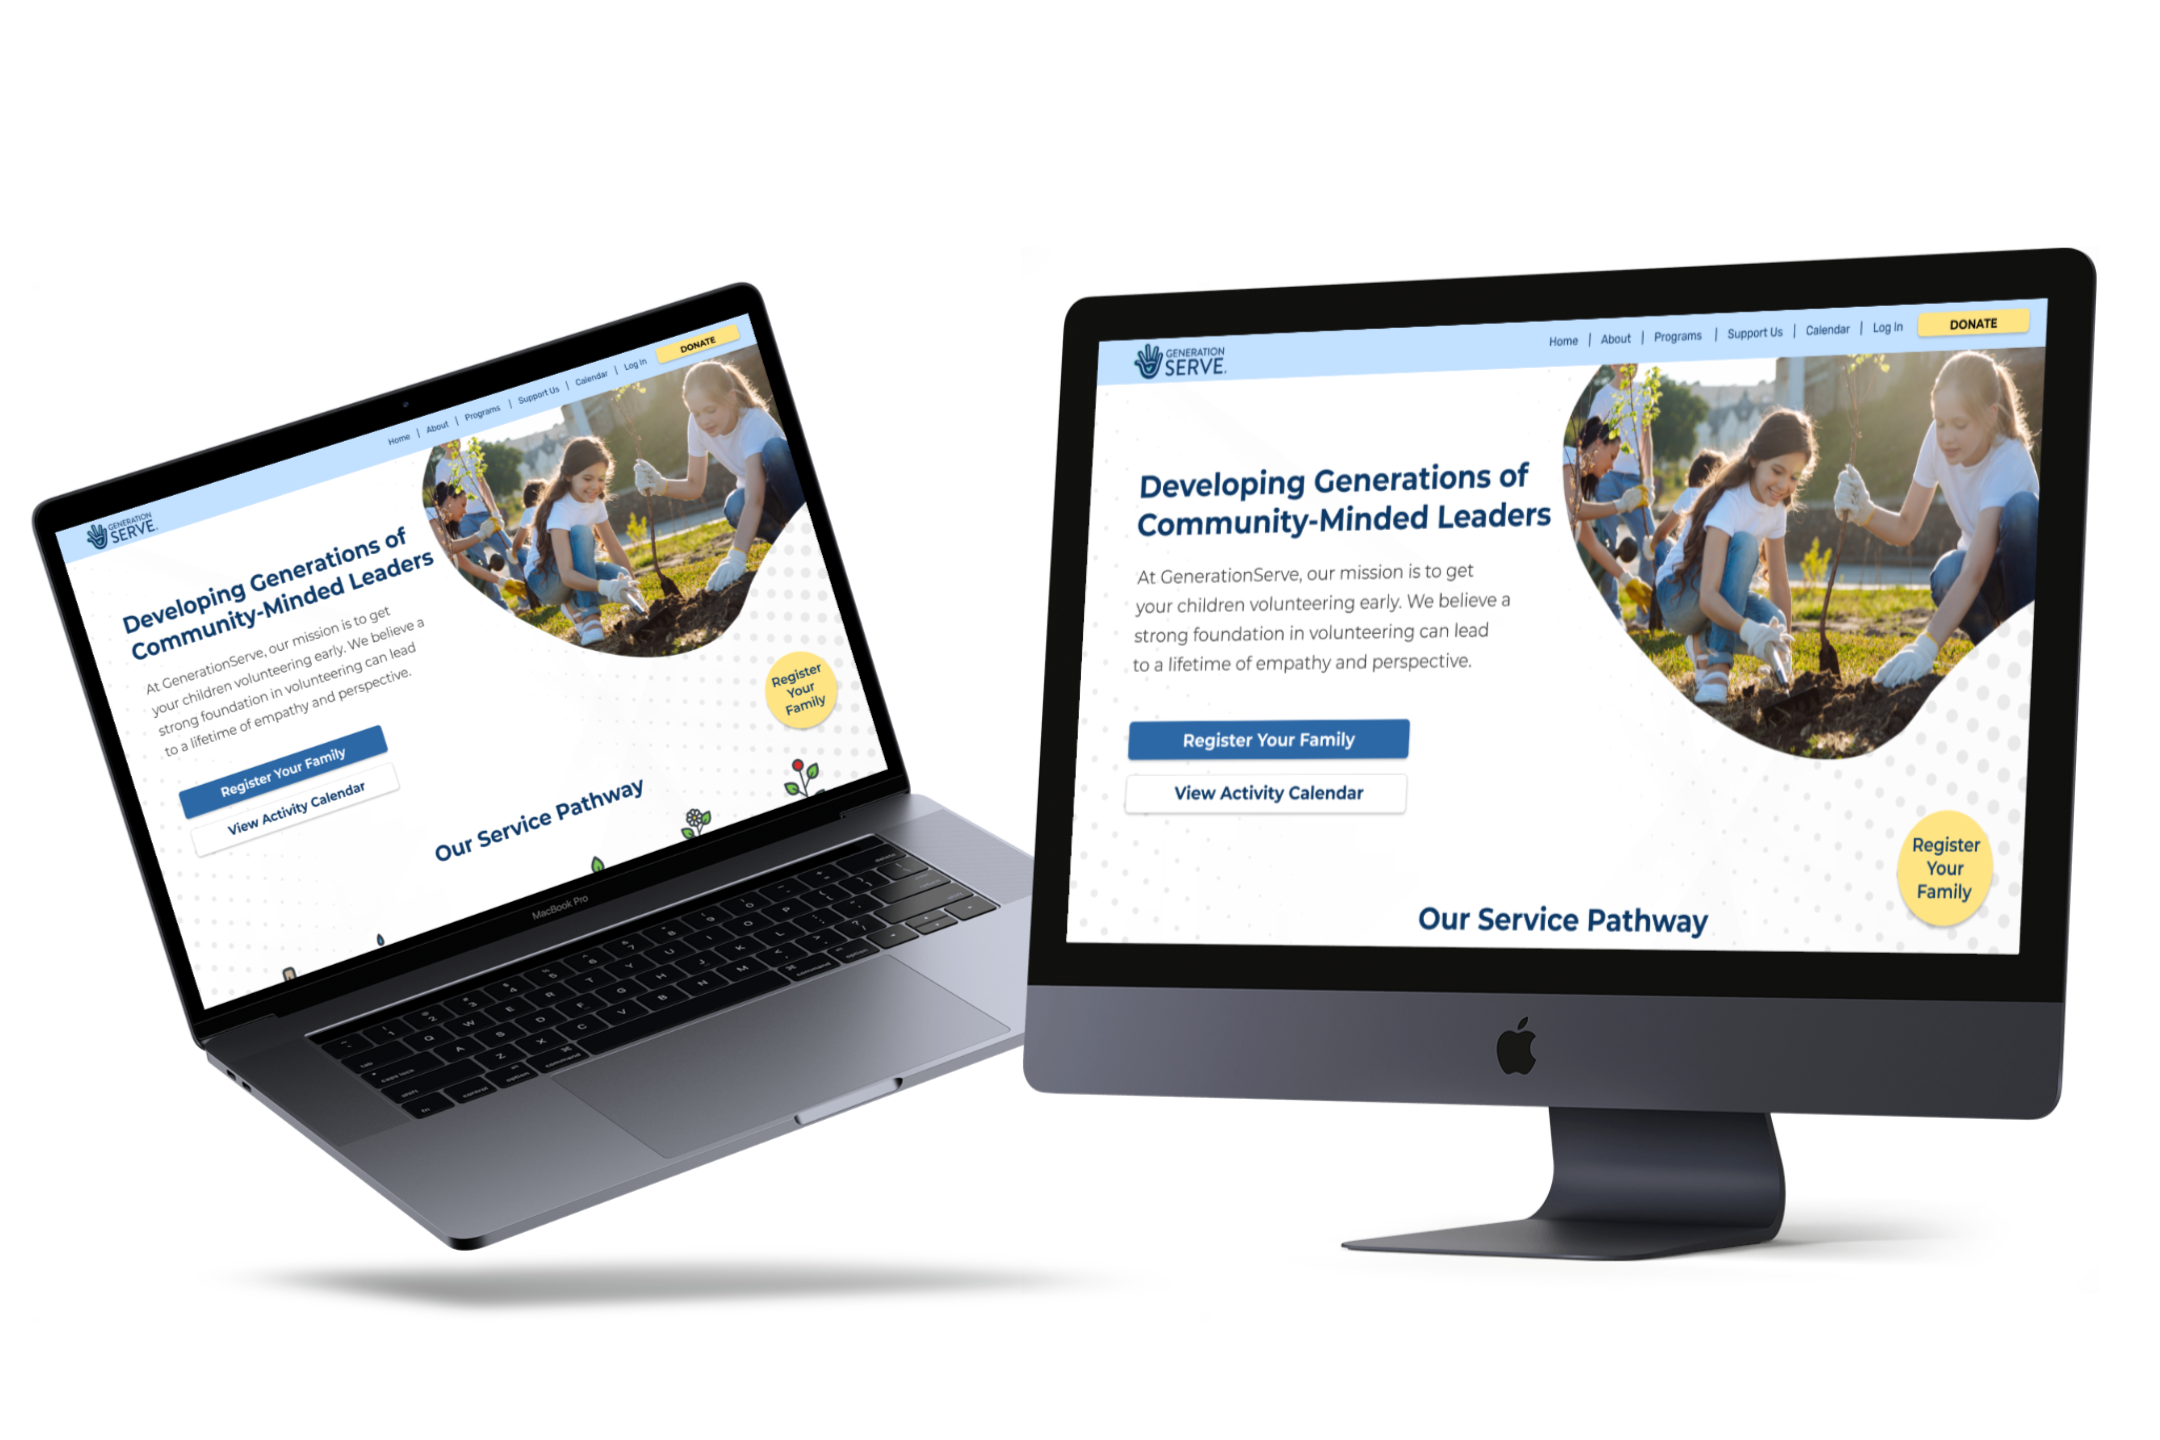 GENERATION
SERVE.
Home | About | Programs | Support Us | Calendar | Log In
DONATE
Developing Generations of
Community-Minded Leaders
At GenerationServe, our mission is to get
your children volunteering early. We believe a
strong foundation in volunteering can lead
to a lifetime of empathy and perspective.
Register Your Family
View Activity Calendar
Register
Your
Family
Our Service Pathway
MacBook Pro
GENERATION
SERVE.
Home | About | Programs | Support Us | Calendar | Log In
DONATE
Developing Generations of
Community-Minded Leaders
At GenerationServe, our mission is to get
your children volunteering early. We believe a
strong foundation in volunteering can lead
to a lifetime of empathy and perspective.
Register Your Family
View Activity Calendar
Register
Your
Family
Our Service Pathway